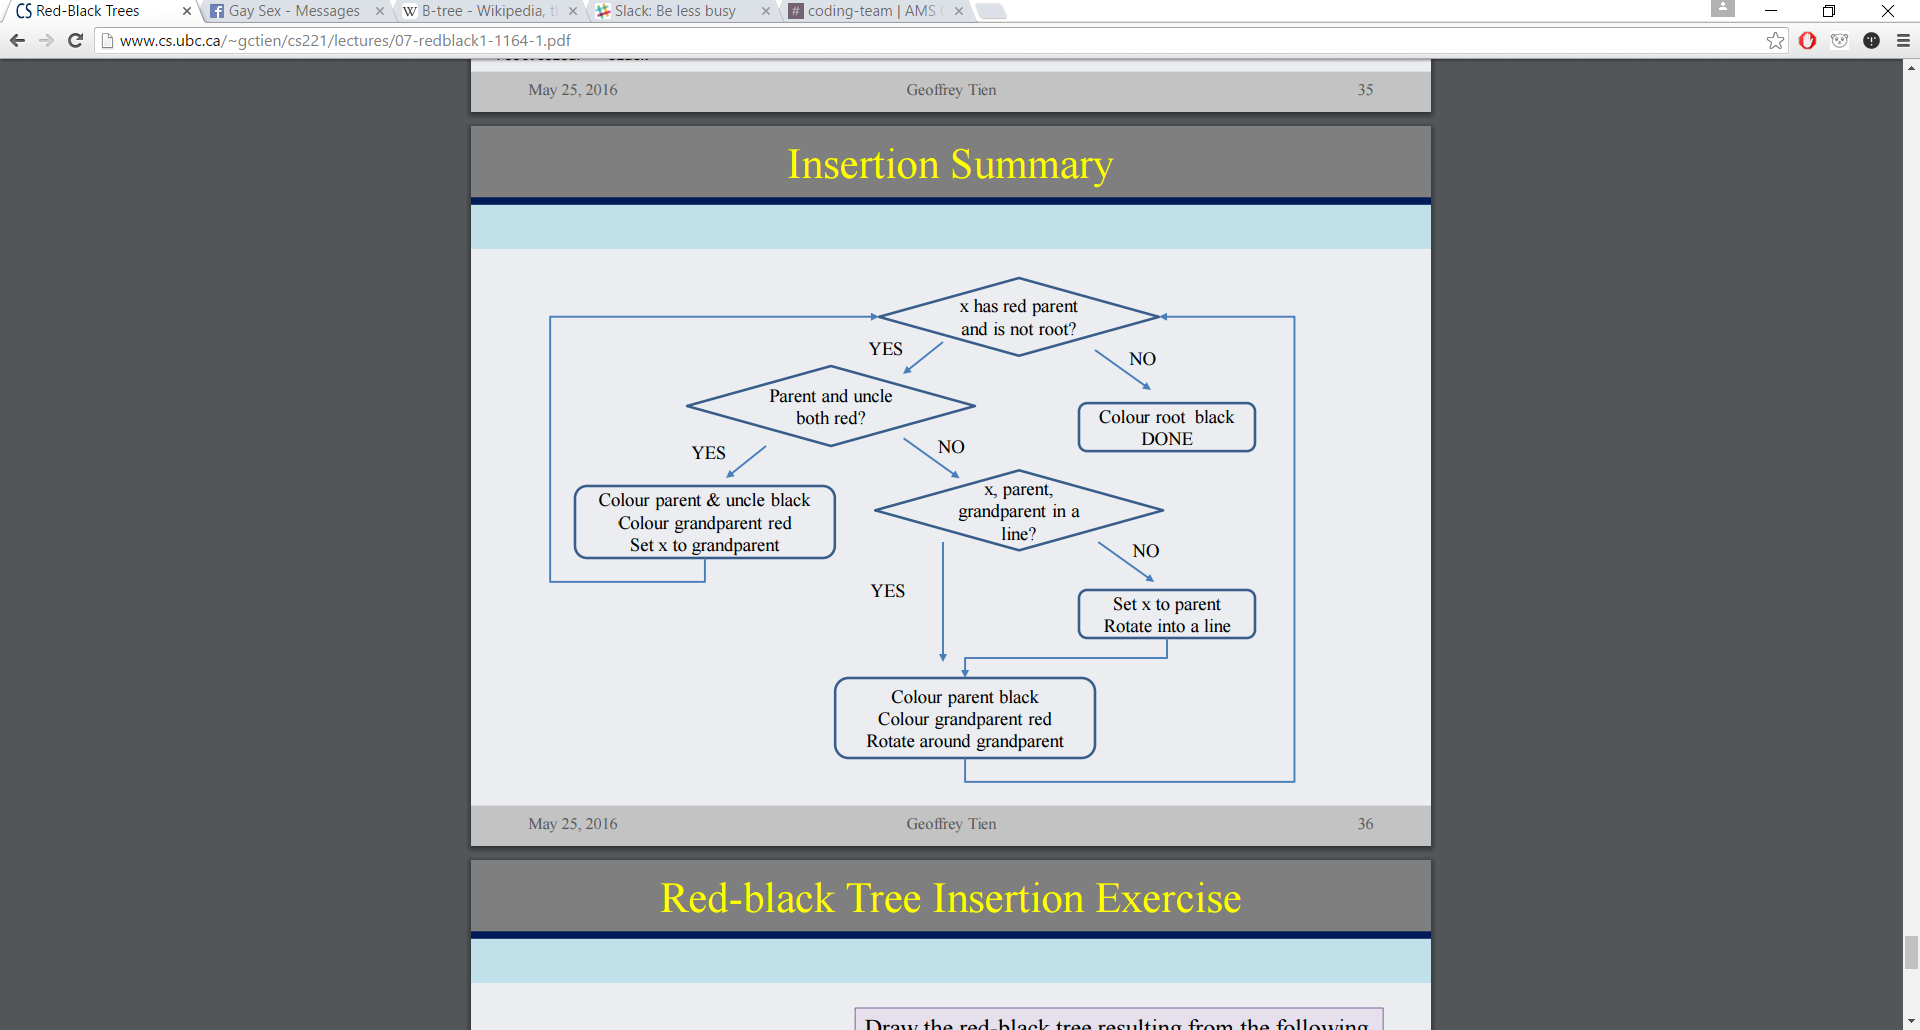 Red-Black Trees
Gay Sex - Messages
B-tree - Wikipedia, t
Slack: Be less busy
coding-team | AMS
www.cs.ubc.ca/~gctien/cs221/lectures/07-redblack1-1164-1.pdf
May 25, 2016
Geoffrey Tien
35
Insertion Summary
x has red parent
and is not root?
YES
NO
Parent and uncle
both red?
Colour root black
DONE
YES
NO
Colour parent & uncle black
Colour grandparent red
Set x to grandparent
x, parent,
grandparent in a
line?
NO
YES
Set x to parent
Rotate into a line
Colour parent black
Colour grandparent red
Rotate around grandparent
May 25, 2016
Geoffrey Tien
36
Red-black Tree Insertion Exercise
Draw the red-black tree resulting from the following